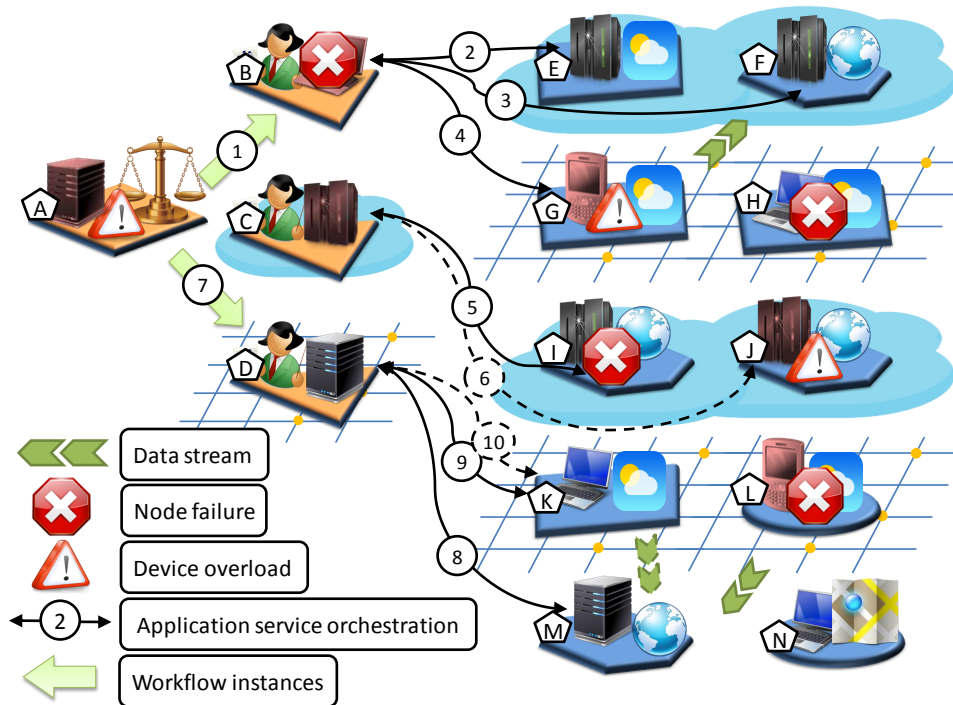 B
2
E
F
3
1
4
A
G
H
C
7
5
I
J
D
6
10
9
K
L
Data stream
Node failure
8
Device overload
2
Application service orchestration
M
N
Workflow instances